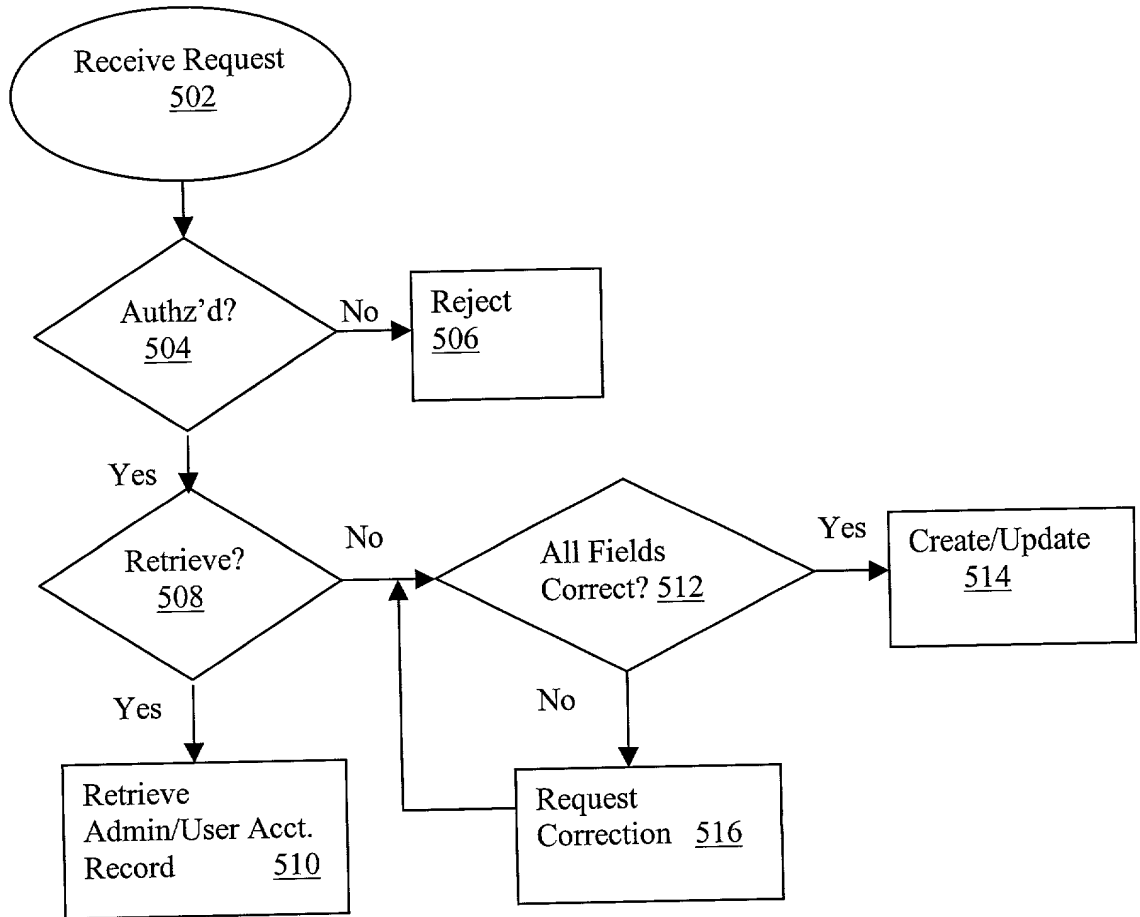 Receive Request
502
Authz'd?
504
No
Reject
506
Yes
Retrieve?
508
No
All Fields
Correct? 512
Yes
Create/Update
514
Yes
No
Retrieve
Admin/User Acct.
Record 510
Request
Correction 516